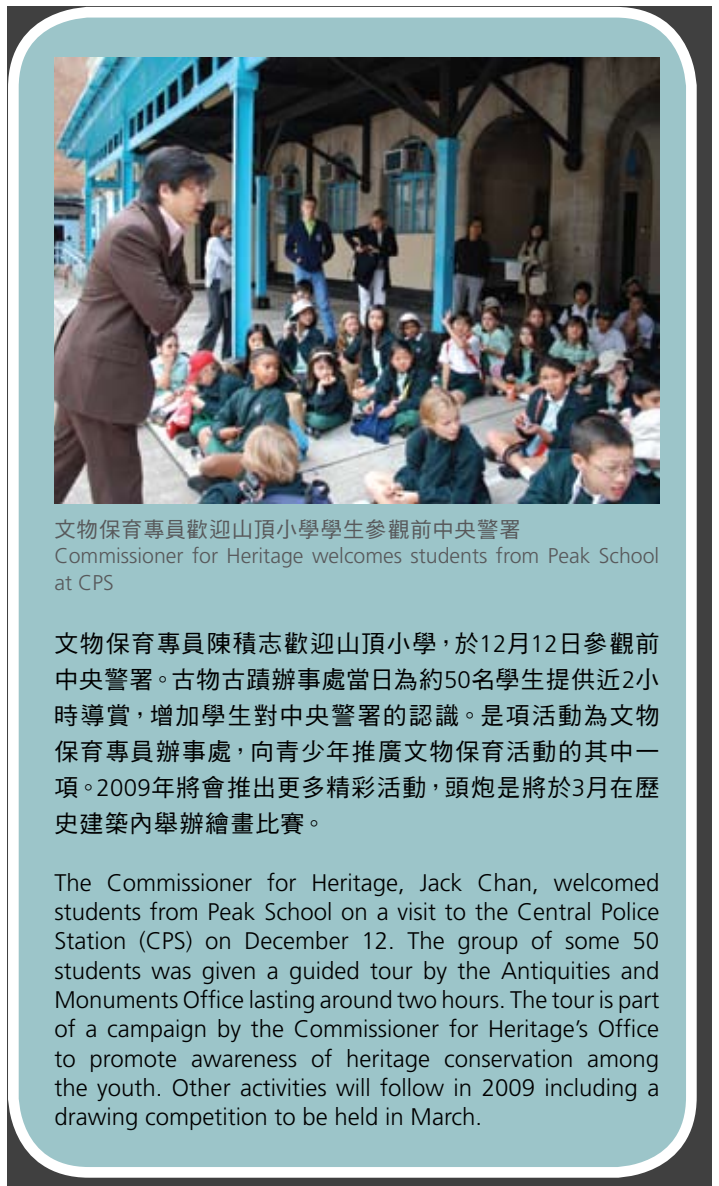 文物保育專員歡迎山頂小學學生參觀前中央警署
Commissioner for Heritage welcomes students from Peak School
at CPS
文物保育專員陳積志歡迎山頂小學，於12月12日參觀前
中央警署。古物古蹟辦事處當日為約50名學生提供近2小
時導賞，增加學生對中央警署的認識。是項活動為文物
保育專員辦事處，向青少年推廣文物保育活動的其中一
項。2009年將會推出更多精彩活動，頭炮是將於3月在歷
史建築內舉辦繪畫比賽。
The Commissioner for Heritage, Jack Chan, welcomed
students from Peak School on a visit to the Central Police
Station (CPS) on December 12. The group of some 50
students was given a guided tour by the Antiquities and
Monuments Office lasting around two hours. The tour is part
of a campaign by the Commissioner for Heritage’s Office
to promote awareness of heritage conservation among
the youth. Other activities will follow in 2009 including a
drawing competition to be held in March.